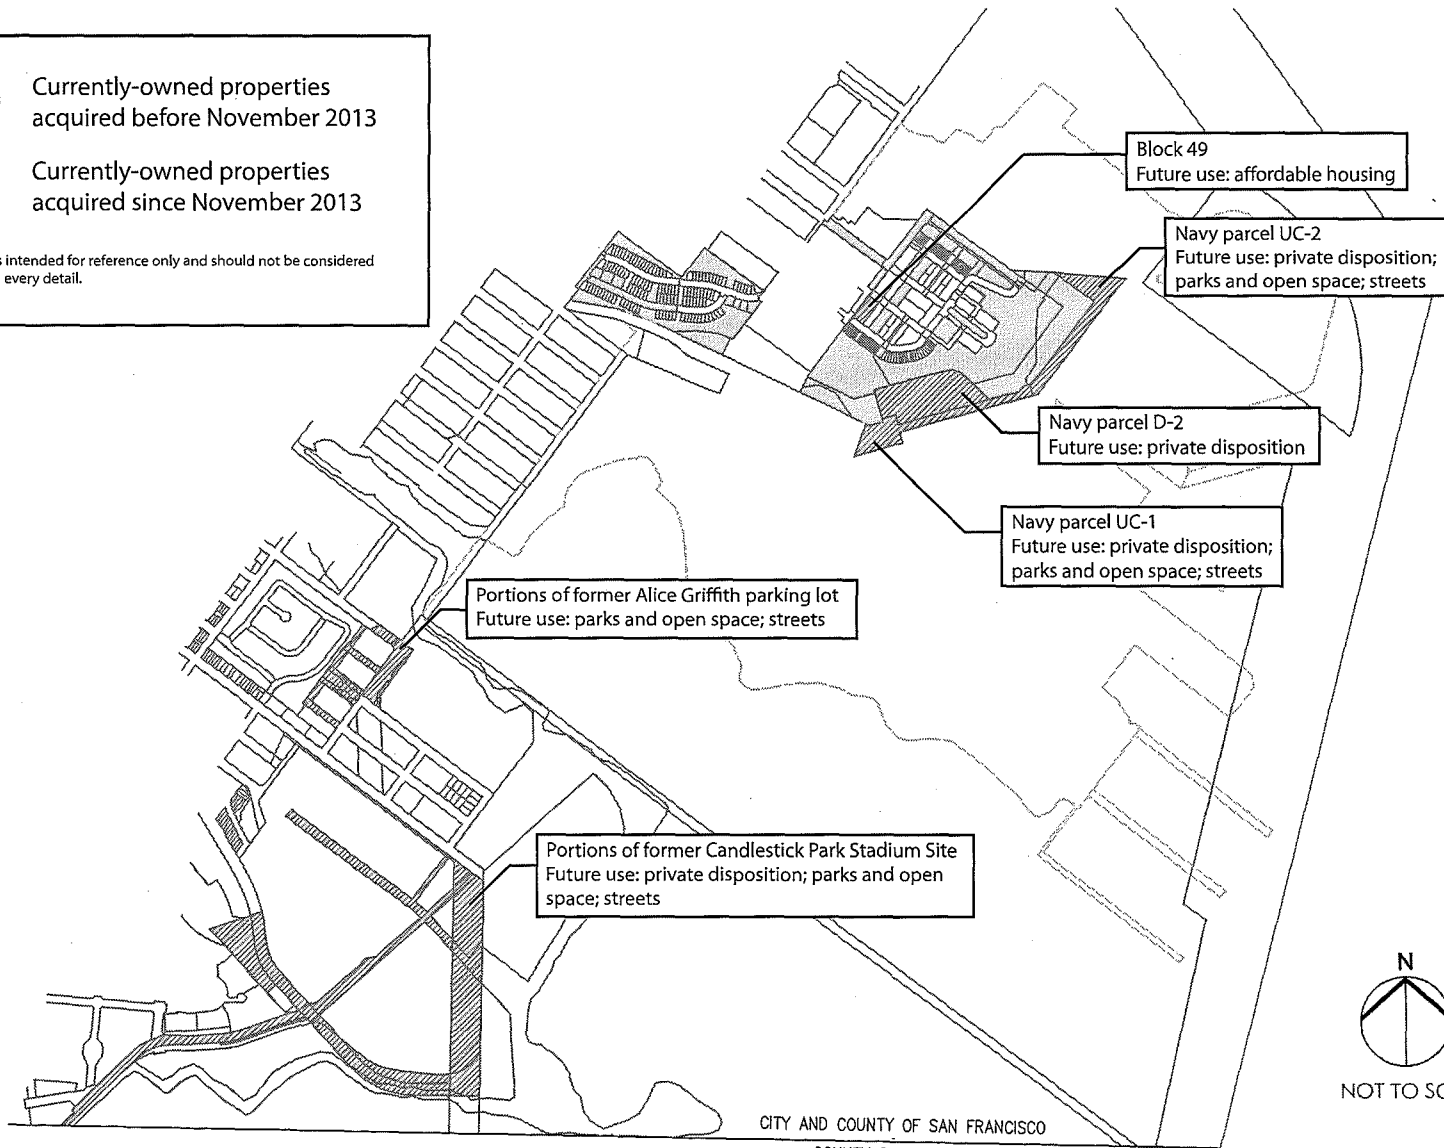 Currently-owned properties
acquired before November 2013
Currently-owned properties
acquired since November 2013
intended for reference only and should not be considered
every detail.
Block 49
Future use: affordable housing
Navy parcel UC-2
Future use: private disposition;
parks and open space; streets
Navy parcel D-2
Future use: private disposition
Navy parcel UC-1
Future use: private disposition;
parks and open space; streets
Portions of former Alice Griffith parking lot
Future use: parks and open space; streets
Portions of former Candlestick Park Stadium Site
Future use: private disposition; parks and open
space; streets
N
NOT TO
CITY AND COUNTY OF SAN FRANCISCO